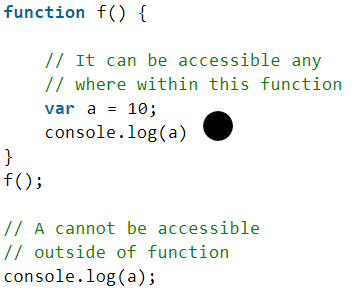 function f() {
// It can be accessible any
// where within this function
var a = 10;
console.log(a)
}
f();
// A cannot be accessible
// outside of function
console.log(a);